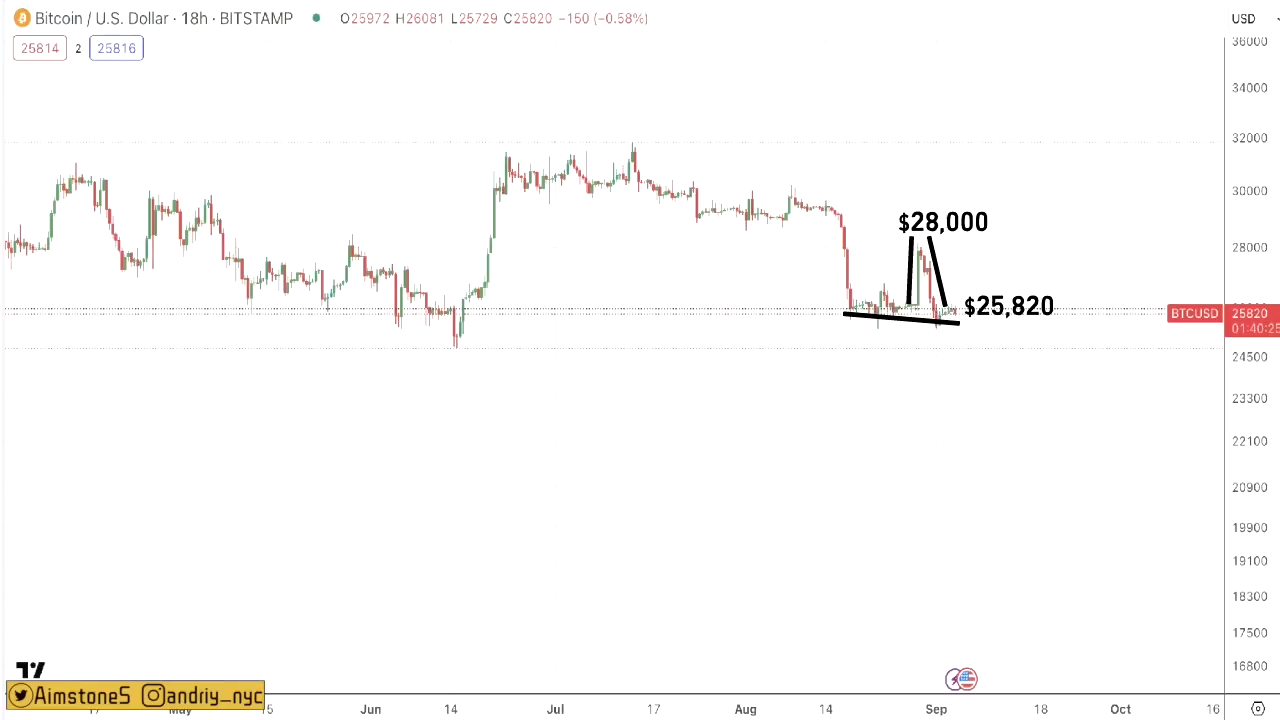 Bitcoin / U.S. Dollar · 18h · BITSTAMP O25972 H26081 L25729 C25820 −150 (−0.58%)
USD
25814 2 25816
36000
34000
32000
30000
$28,000
28000
$25,820
BTCUSD 25820
01:40:25
24500
23300
22100
20900
19900
19100
18300
17500
16800
AimstoneS andriy_nyc
17 May 15 Jun 14 Jul 17 Aug 14 Sep 18 Oct 16